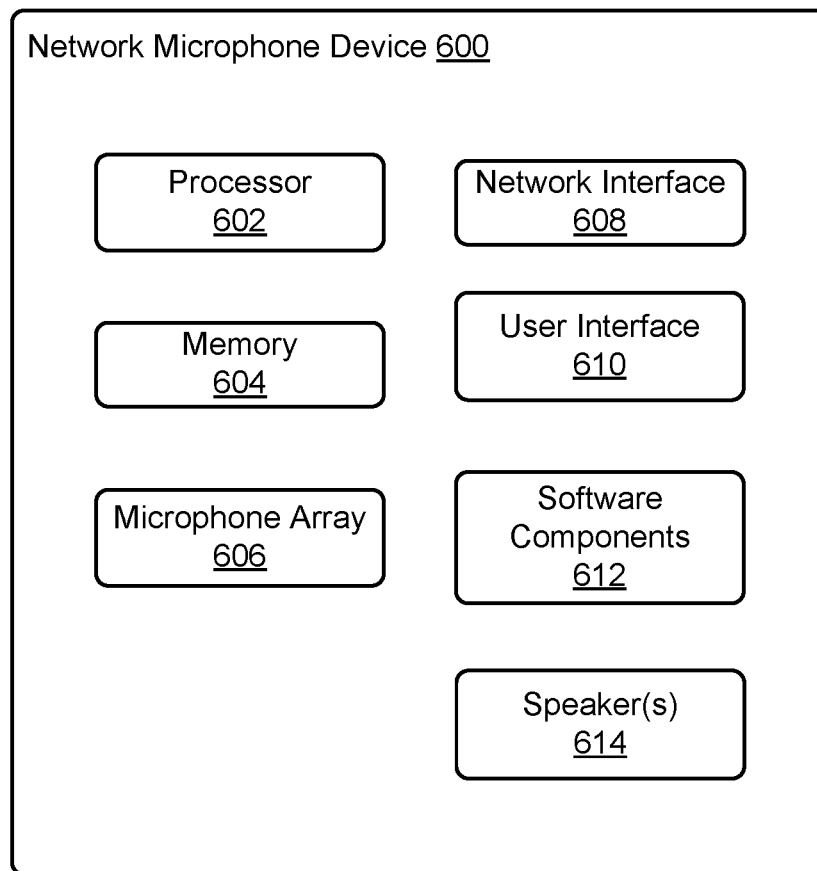 Network Microphone Device 600
Processor
602
Memory
604
Microphone Array
606
Network Interface
608
User Interface
610
Software
Components
612
Speaker(s)
614